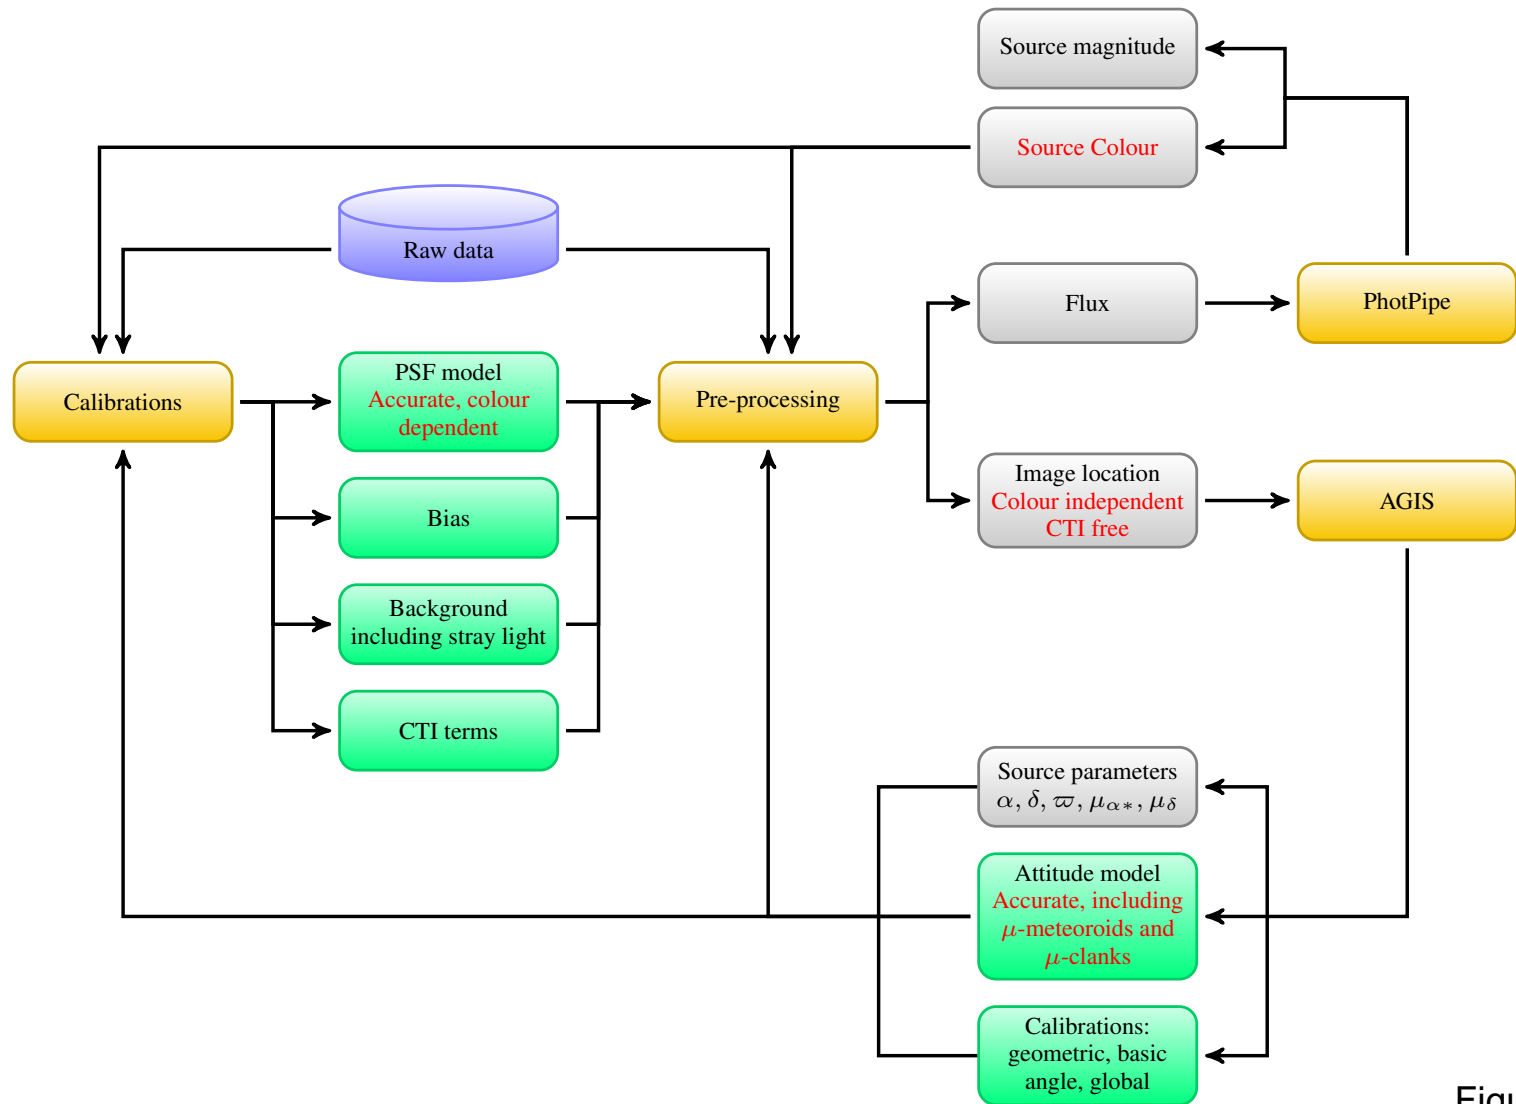 Source magnitude
Source Colour
Raw data
Flux
PhotPipe
Calibrations
PSF model
Accurate, colour
dependent
Pre-processing
Image location
Colour independent
CTI free
AGIS
Bias
Background
including stray light
CTI terms
Source parameters
α, δ, ϖ, μα∗, μδ
Attitude model
Accurate, including
μ-meteoroids and
μ-clanks
Calibrations:
geometric, basic
angle, global